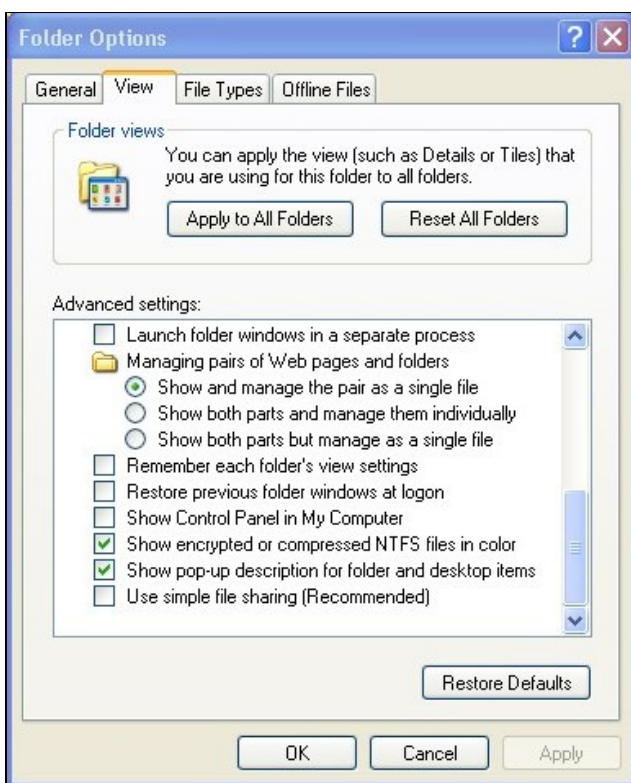 Folder Options
?
General View File Types Offline Files
Folder views
You can apply the view (such as Details or Tiles) that
you are using for this folder to all folders.
Apply to All Folders Reset All Folders
Advanced settings:
Launch folder windows in a separate process
Managing pairs of Web pages and folders
Show and manage the pair as a single file
Show both parts and manage them individually
Show both parts but manage as a single file
Remember each folder's view settings
Restore previous folder windows at logon
Show Control Panel in My Computer
Show encrypted or compressed NTFS files in color
Show pop-up description for folder and desktop items
Use simple file sharing (Recommended)
Restore Defaults
OK Cancel Apply